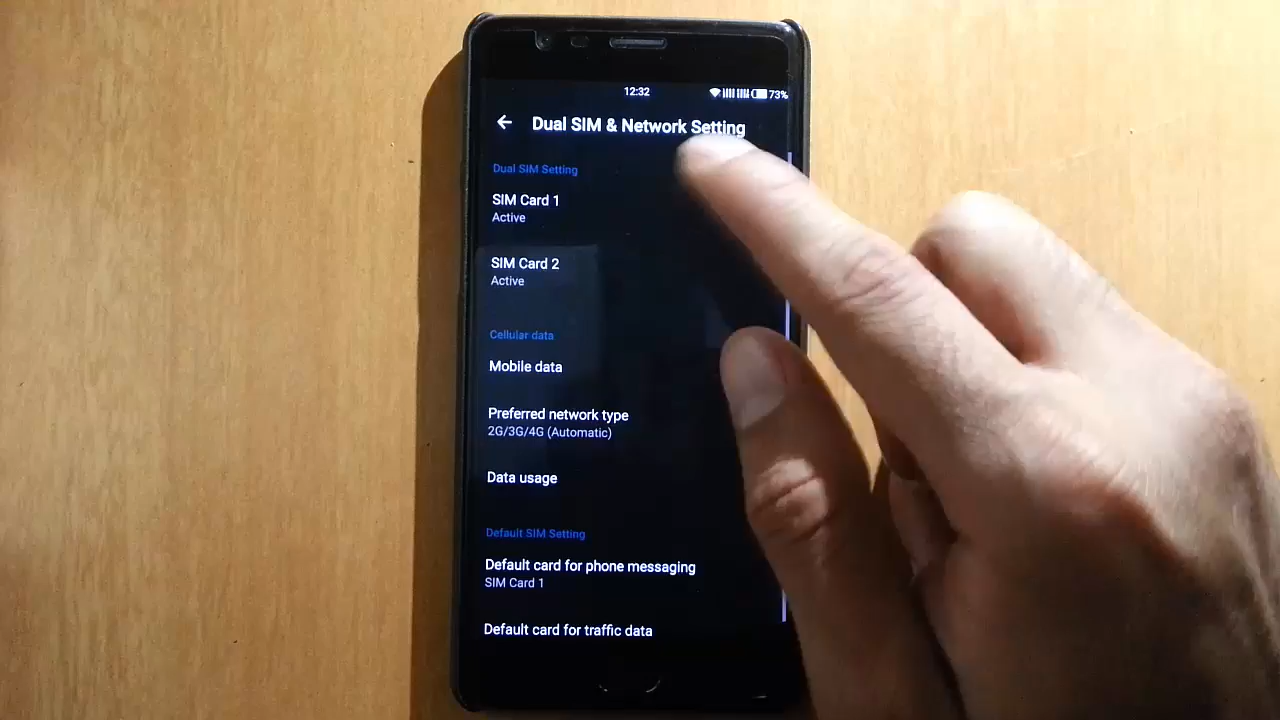 12:32
73%
Dual SIM & Network Setting
Dual SIM Setting
SIM Card 1
Active
SIM Card 2
Active
Cellular data
Mobile data
Preferred network type
2G/3G/4G (Automatic)
Data usage
Default SIM Setting
Default card for phone messaging
SIM Card 1
Default card for traffic data